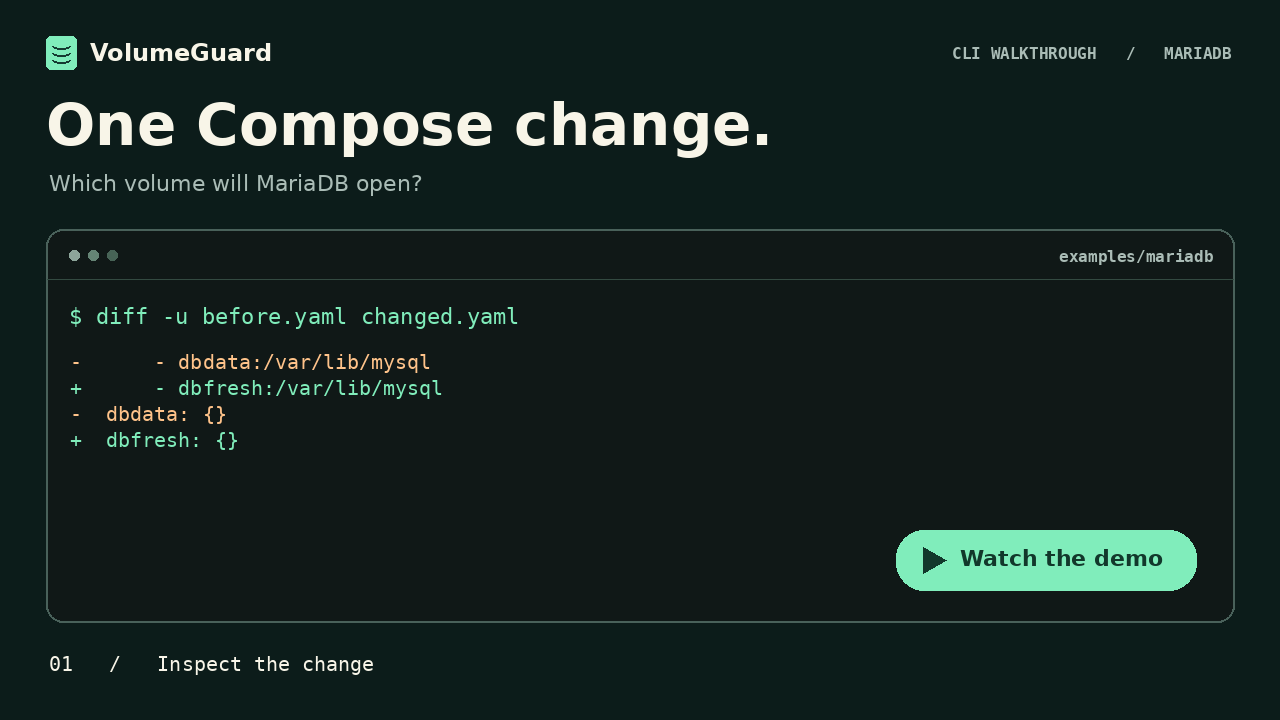 VolumeGuard
CLI WALKTHROUGH / MARIADB
One Compose change.
Which volume will MariaDB open?
examples/mariadb
$ diff -u before.yaml changed.yaml
-      - dbdata:/var/lib/mysql
+      - dbfresh:/var/lib/mysql
-  dbdata: {}
+  dbfresh: {}
Watch the demo
01 / Inspect the change